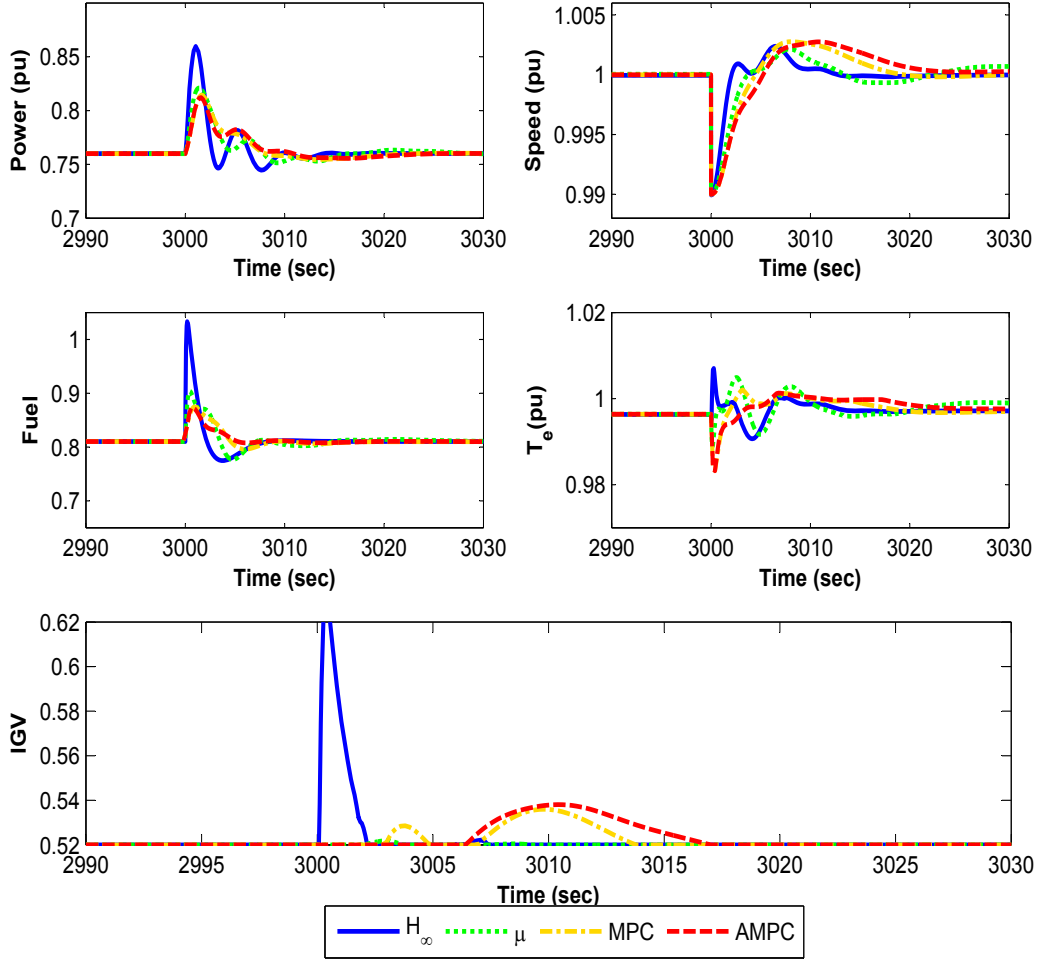 Power (pu)
0.85
0.8
0.75
0.7
2990 3000 3010 3020 3030
Time (sec)
Speed (pu)
1.005
1
0.995
0.99
2990 3000 3010 3020 3030
Time (sec)
Fuel
1
0.9
0.8
0.7
2990 3000 3010 3020 3030
Time (sec)
T_e (pu)
1.02
1
0.98
2990 3000 3010 3020 3030
Time (sec)
IGV
0.62
0.6
0.58
0.56
0.54
0.52
2990 2995 3000 3005 3010 3015 3020 3025 3030
Time (sec)
H_∞ μ MPC AMPC